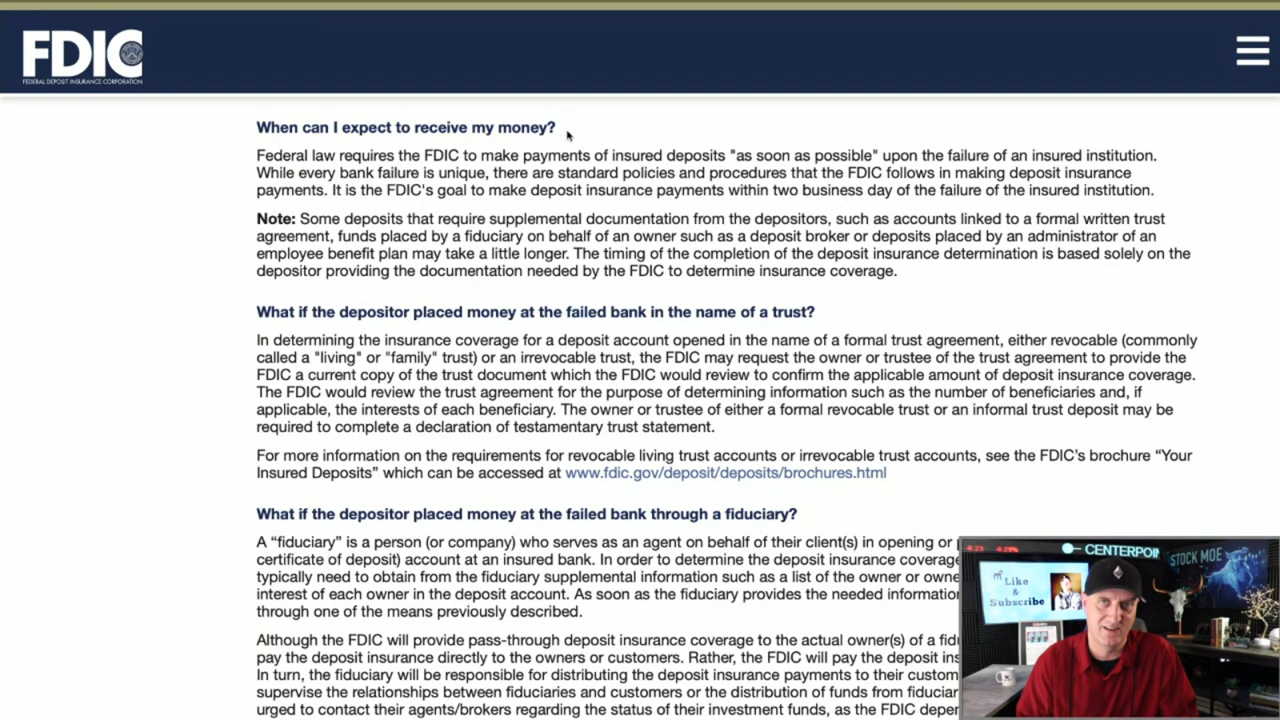 FDIC
FEDERAL DEPOSIT INSURANCE CORPORATION
When can I expect to receive my money?
Federal law requires the FDIC to make payments of insured deposits "as soon as possible" upon the failure of an insured institution.
While every bank failure is unique, there are standard policies and procedures that the FDIC follows in making deposit insurance
payments. It is the FDIC's goal to make deposit insurance payments within two business day of the failure of the insured institution.
Note: Some deposits that require supplemental documentation from the depositors, such as accounts linked to a formal written trust
agreement, funds placed by a fiduciary on behalf of an owner such as a deposit broker or deposits placed by an administrator of an
employee benefit plan may take a little longer. The timing of the completion of the deposit insurance determination is based solely on the
depositor providing the documentation needed by the FDIC to determine insurance coverage.
What if the depositor placed money at the failed bank in the name of a trust?
In determining the insurance coverage for a deposit account opened in the name of a formal trust agreement, either revocable (commonly
called a "living" or "family" trust) or an irrevocable trust, the FDIC may request the owner or trustee of the trust agreement to provide the
FDIC a current copy of the trust document which the FDIC would review to confirm the applicable amount of deposit insurance coverage.
The FDIC would review the trust agreement for the purpose of determining information such as the number of beneficiaries and, if
applicable, the interests of each beneficiary. The owner or trustee of either a formal revocable trust or an informal trust deposit may be
required to complete a declaration of testamentary trust statement.
For more information on the requirements for revocable living trust accounts or irrevocable trust accounts, see the FDIC's brochure “Your
Insured Deposits” which can be accessed at www.fdic.gov/deposit/deposits/brochures.html
What if the depositor placed money at the failed bank through a fiduciary?
A “fiduciary” is a person (or company) who serves as an agent on behalf of their client(s) in opening or
certificate of deposit) account at an insured bank. In order to determine the deposit insurance coverage
typically need to obtain from the fiduciary supplemental information such as a list of the owner or owne
interest of each owner in the deposit account. As soon as the fiduciary provides the needed information
through one of the means previously described.
Although the FDIC will provide pass-through deposit insurance coverage to the actual owner(s) of a fid
pay the deposit insurance directly to the owners or customers. Rather, the FDIC will pay the deposit ins
In turn, the fiduciary will be responsible for distributing the deposit insurance payments to their custom
supervise the relationships between fiduciaries and customers or the distribution of funds from fiduciar
urged to contact their agents/brokers regarding the status of their investment funds, as the FDIC deper
CENTERPOIN
STOCK MOE
Like
&
Subscribe